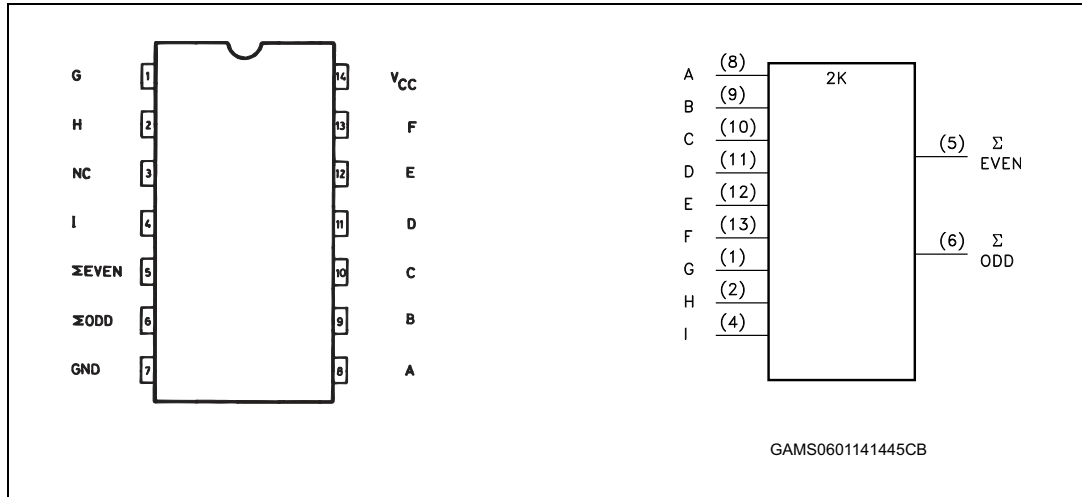 G 1 14 VCC
H 2 13 F
NC 3 12 E
I 4 11 D
ΣEVEN 5 10 C
ΣODD 6 9 B
GND 7 8 A
2K
A (8)
B (9)
C (10)
D (11)
E (12)
F (13)
G (1)
H (2)
I (4)
(5) Σ
EVEN
(6) Σ
ODD
GAMS0601141445CB